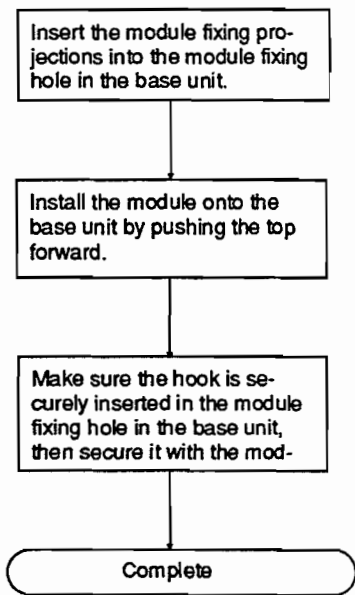 Insert the module fixing pro-
jections into the module fixing
hole in the base unit.
Install the module onto the
base unit by pushing the top
forward.
Make sure the hook is se-
curely inserted in the module
fixing hole in the base unit,
then secure it with the mod-
Complete